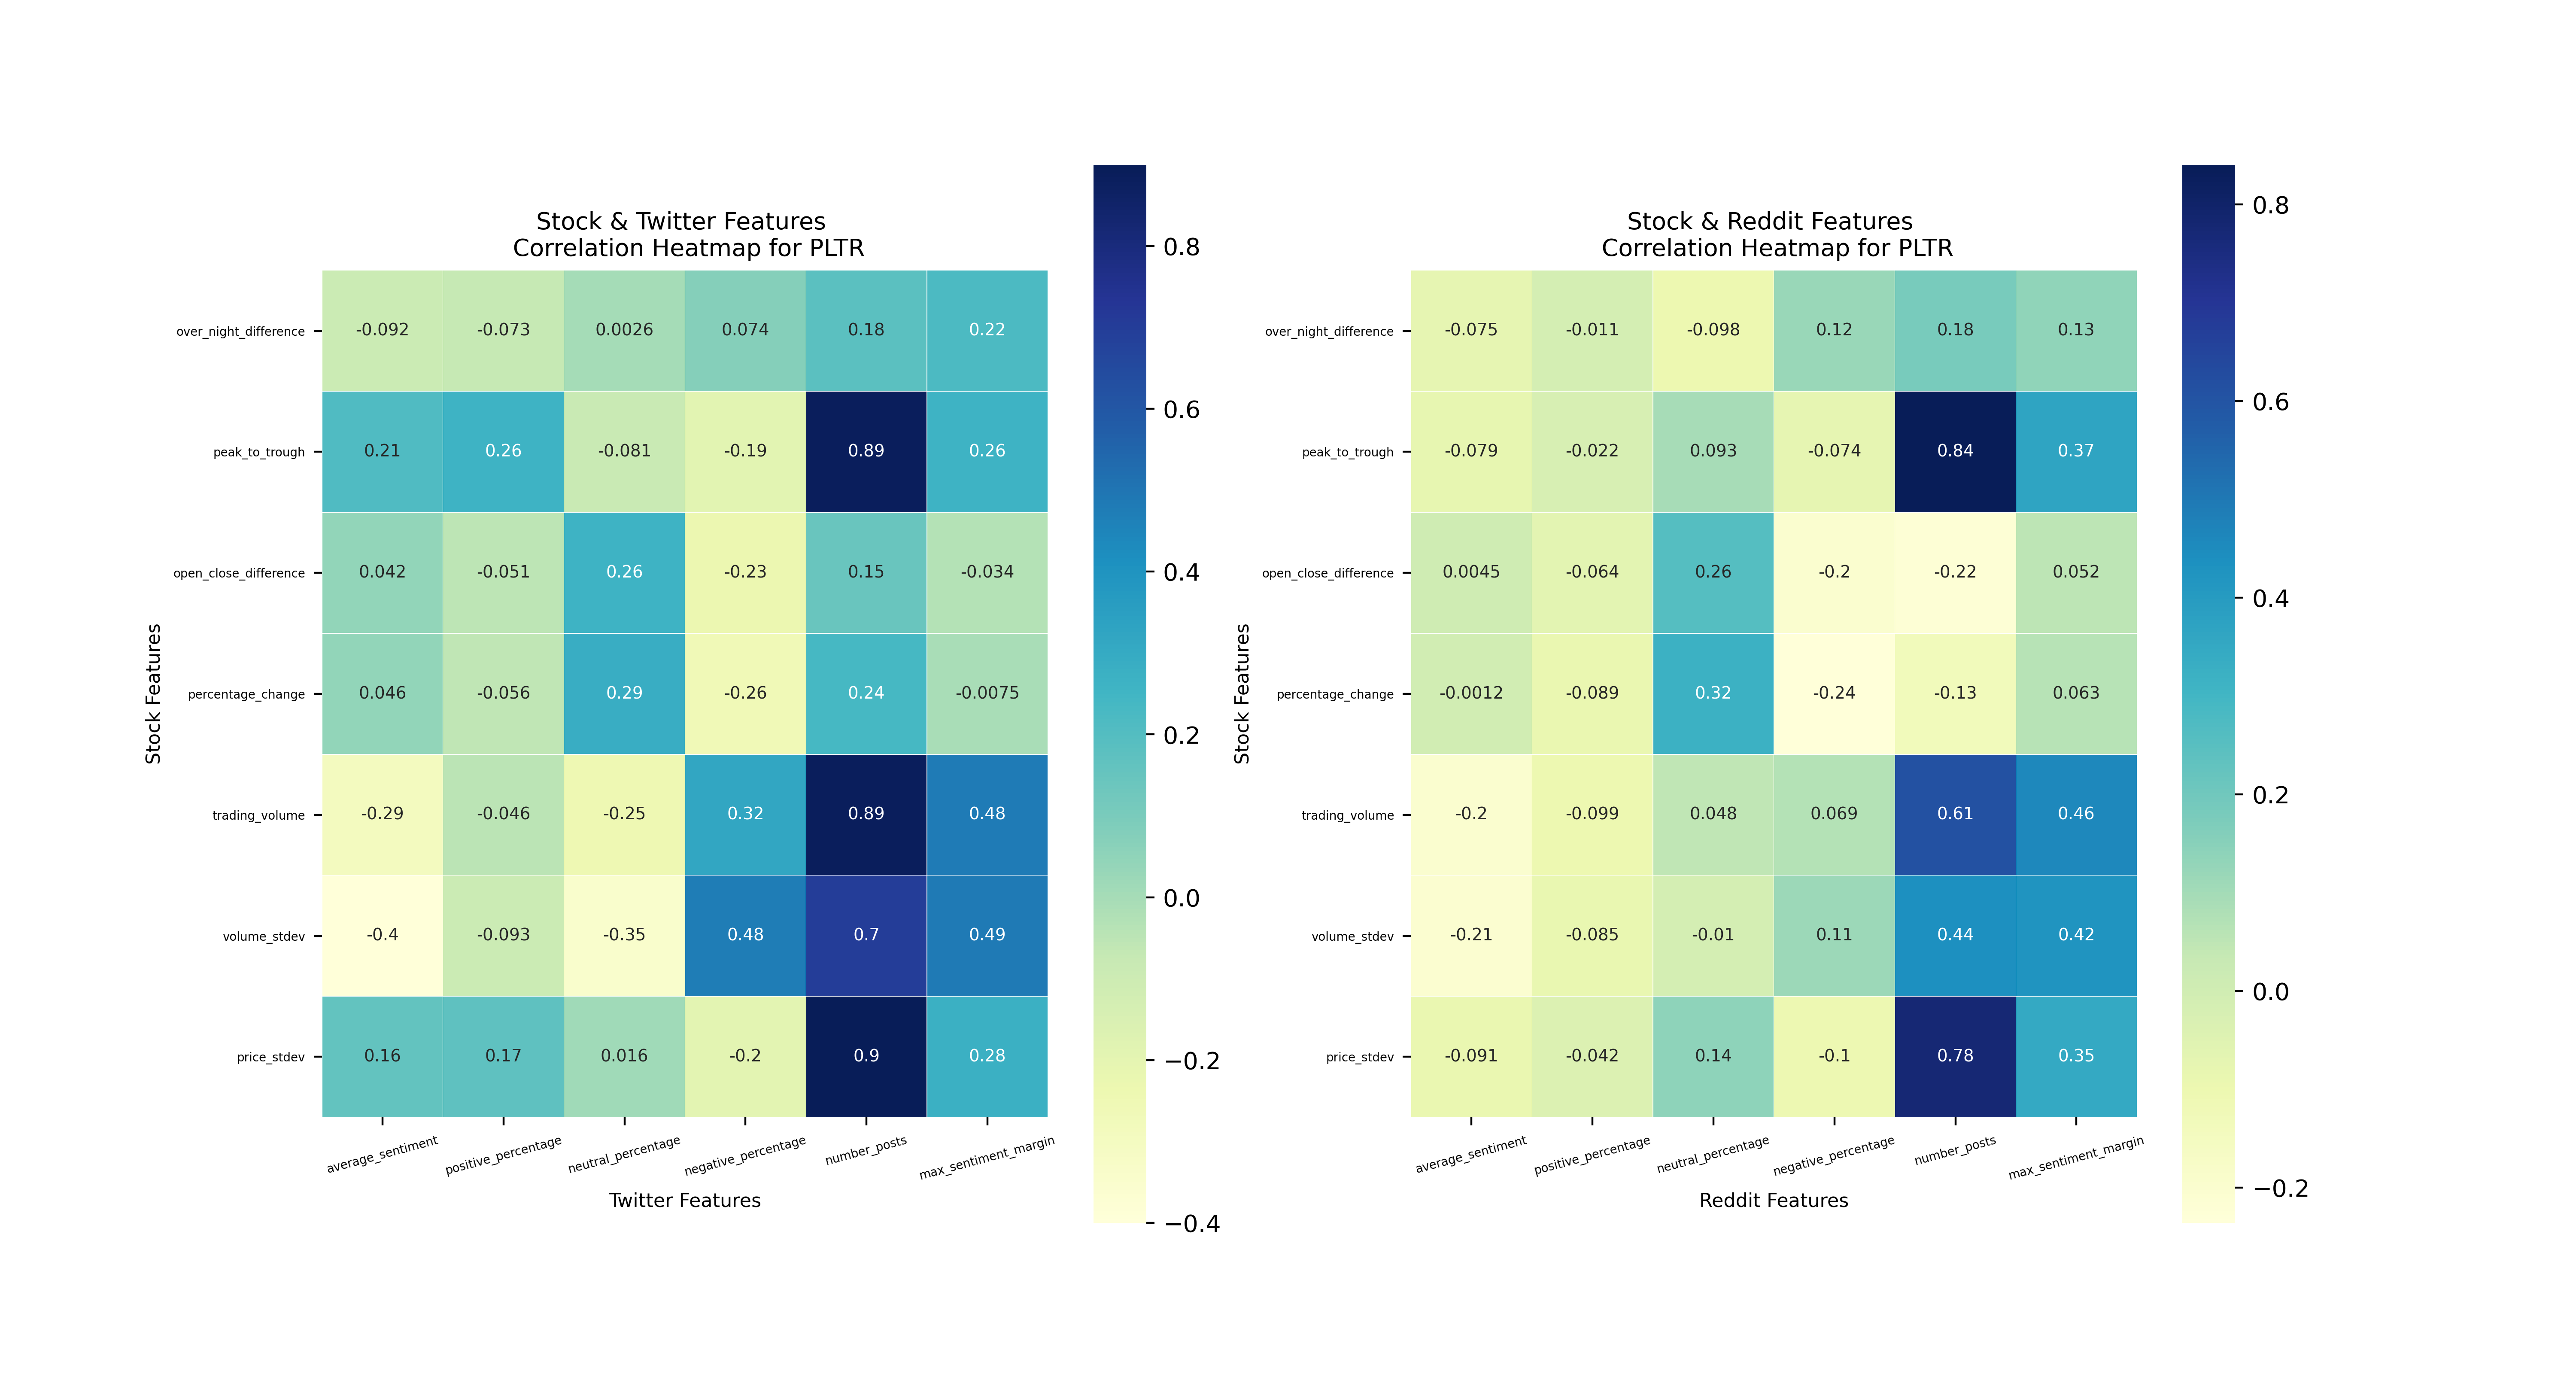 Stock & Twitter Features
Correlation Heatmap for PLTR
Stock Features
over_night_difference -0.092 -0.073 0.0026 0.074 0.18 0.22
peak_to_trough 0.21 0.26 -0.081 -0.19 0.89 0.26
open_close_difference 0.042 -0.051 0.26 -0.23 0.15 -0.034
percentage_change 0.046 -0.056 0.29 -0.26 0.24 -0.0075
trading_volume -0.29 -0.046 -0.25 0.32 0.89 0.48
volume_stdev -0.4 -0.093 -0.35 0.48 0.7 0.49
price_stdev 0.16 0.17 0.016 -0.2 0.9 0.28
average_sentiment positive_percentage neutral_percentage negative_percentage number_posts max_sentiment_margin
Twitter Features
0.8
0.6
0.4
0.2
0.0
−0.2
−0.4
Stock & Reddit Features
Correlation Heatmap for PLTR
Stock Features
over_night_difference -0.075 -0.011 -0.098 0.12 0.18 0.13
peak_to_trough -0.079 -0.022 0.093 -0.074 0.84 0.37
open_close_difference 0.0045 -0.064 0.26 -0.2 -0.22 0.052
percentage_change -0.0012 -0.089 0.32 -0.24 -0.13 0.063
trading_volume -0.2 -0.099 0.048 0.069 0.61 0.46
volume_stdev -0.21 -0.085 -0.01 0.11 0.44 0.42
price_stdev -0.091 -0.042 0.14 -0.1 0.78 0.35
average_sentiment positive_percentage neutral_percentage negative_percentage number_posts max_sentiment_margin
Reddit Features
0.8
0.6
0.4
0.2
0.0
−0.2